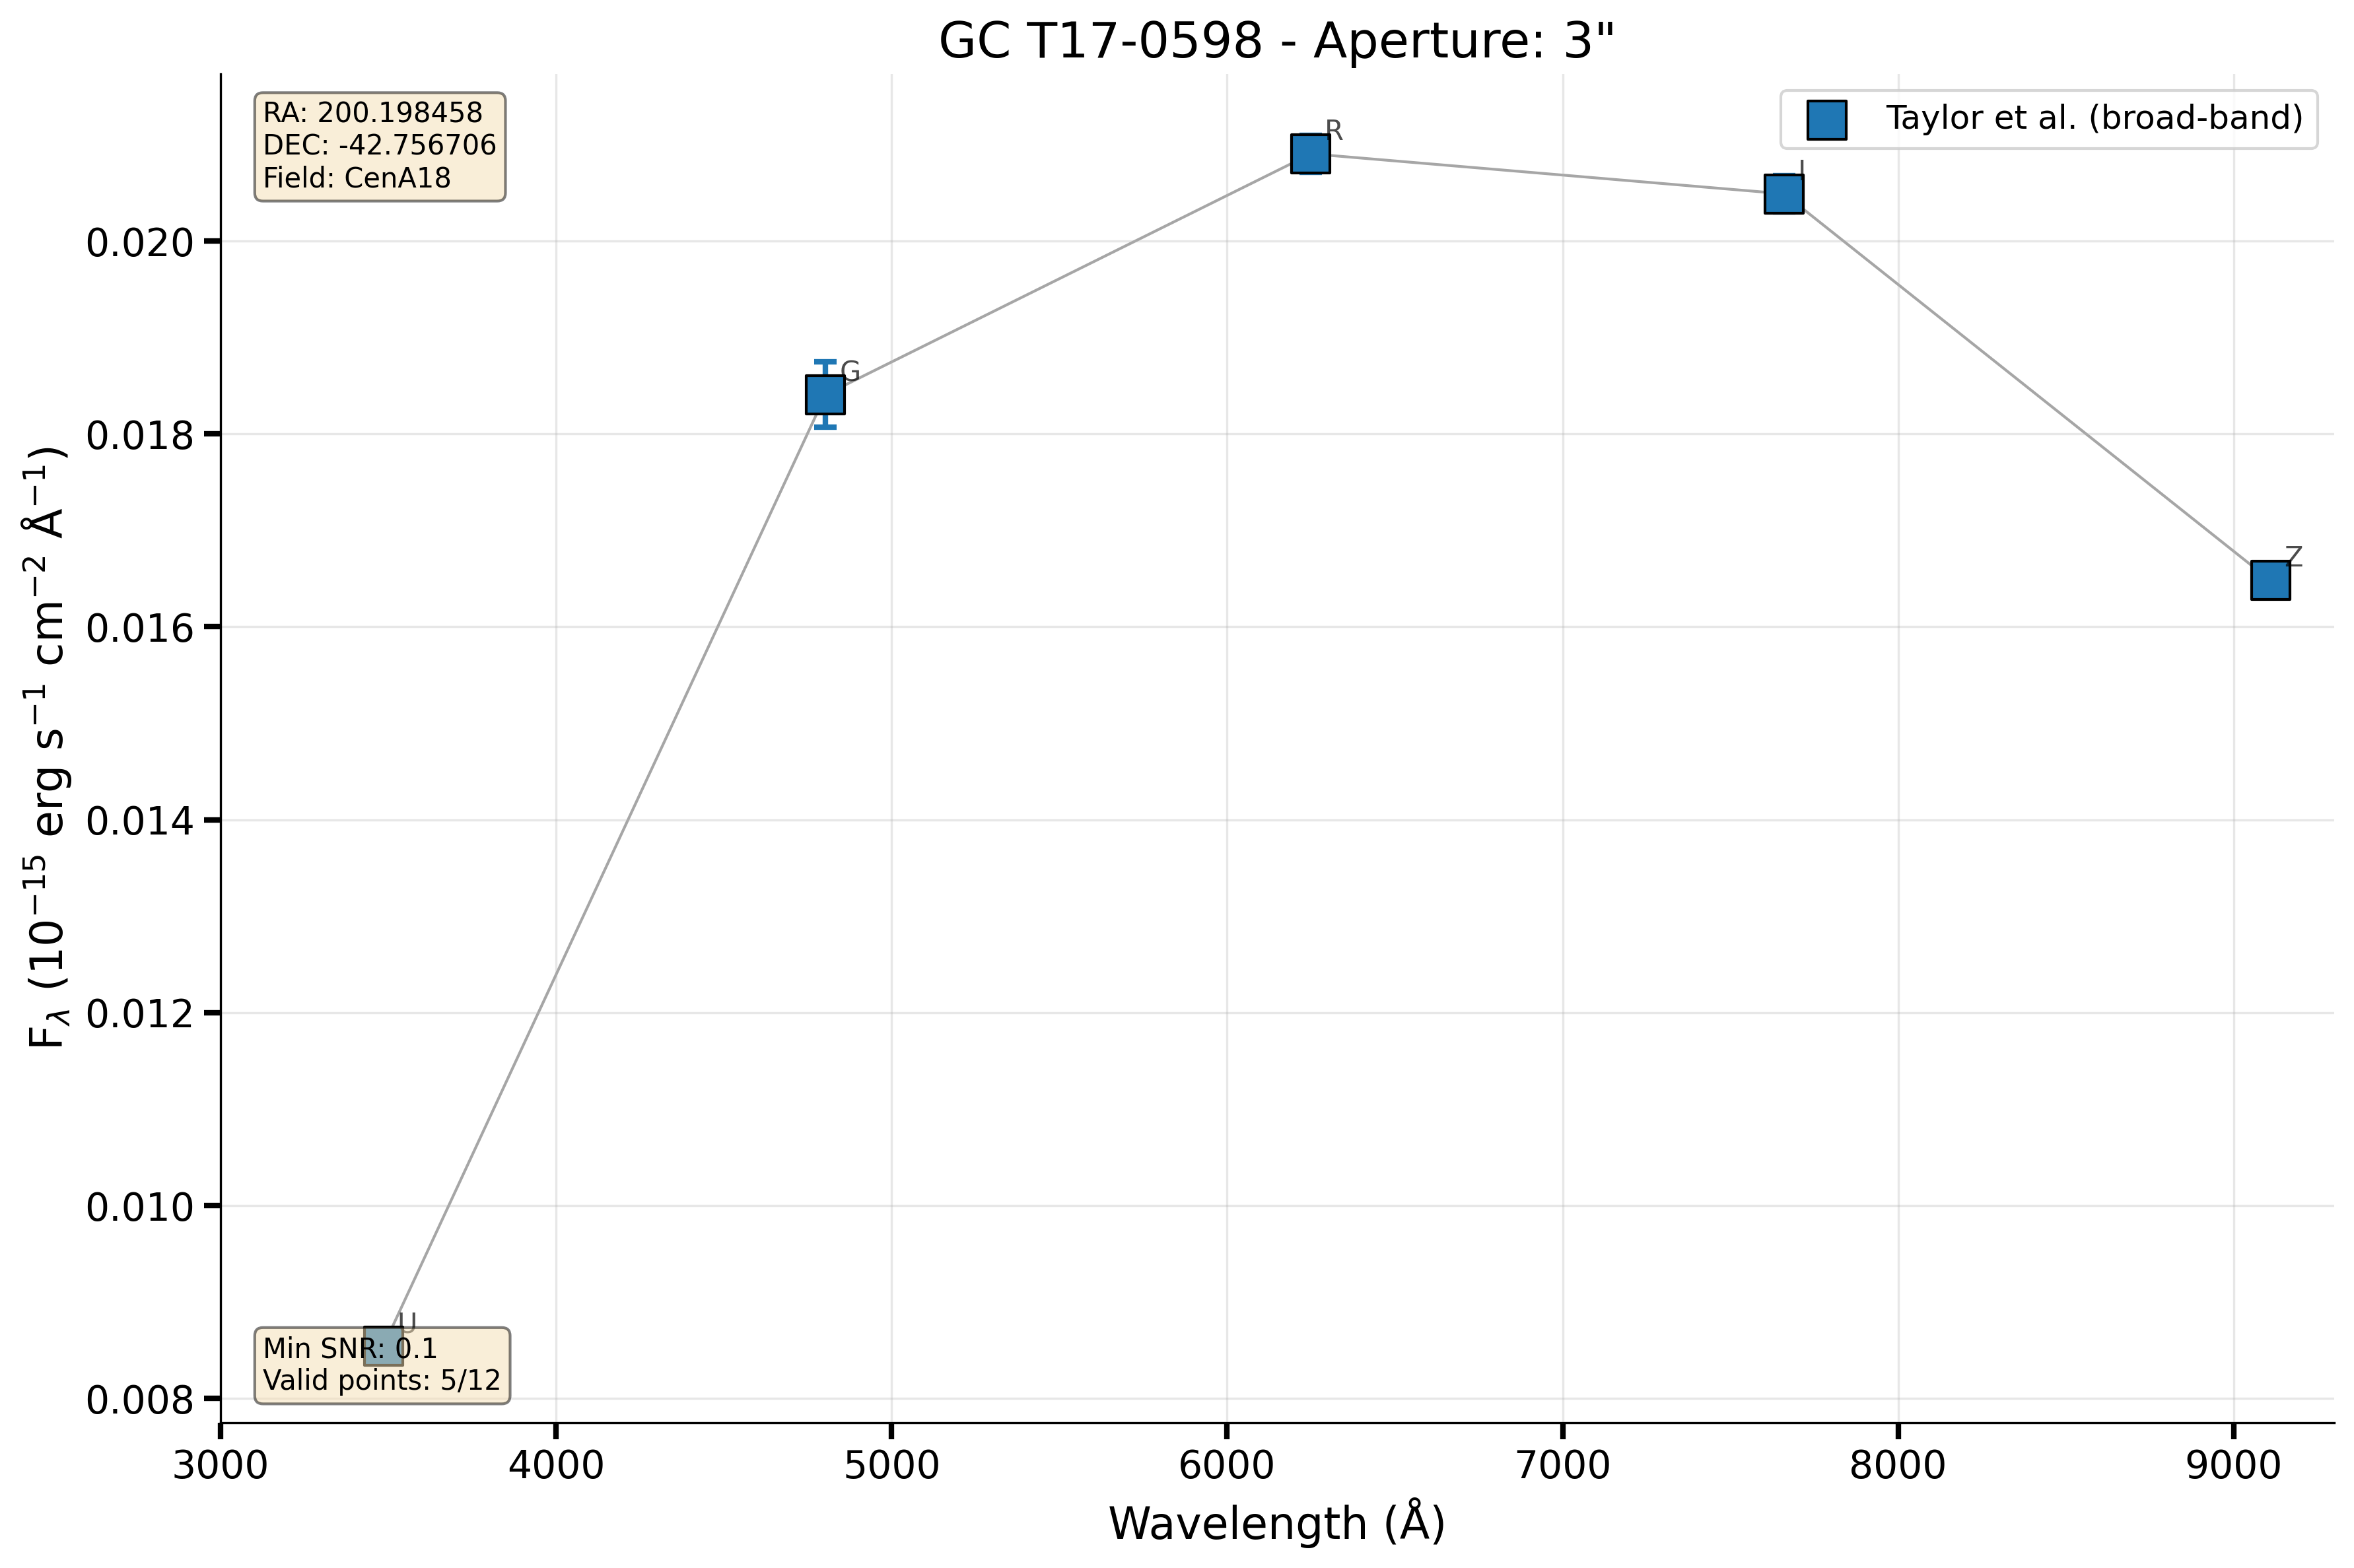 GC T17-0598 - Aperture: 3"
RA: 200.198458
DEC: -42.756706
Field: CenA18
Taylor et al. (broad-band)
R
I
G
Z
U
Min SNR: 0.1
Valid points: 5/12
0.020
0.018
0.016
0.014
0.012
0.010
0.008
F_λ (10⁻¹⁵ erg s⁻¹ cm⁻² Å⁻¹)
3000 4000 5000 6000 7000 8000 9000
Wavelength (Å)